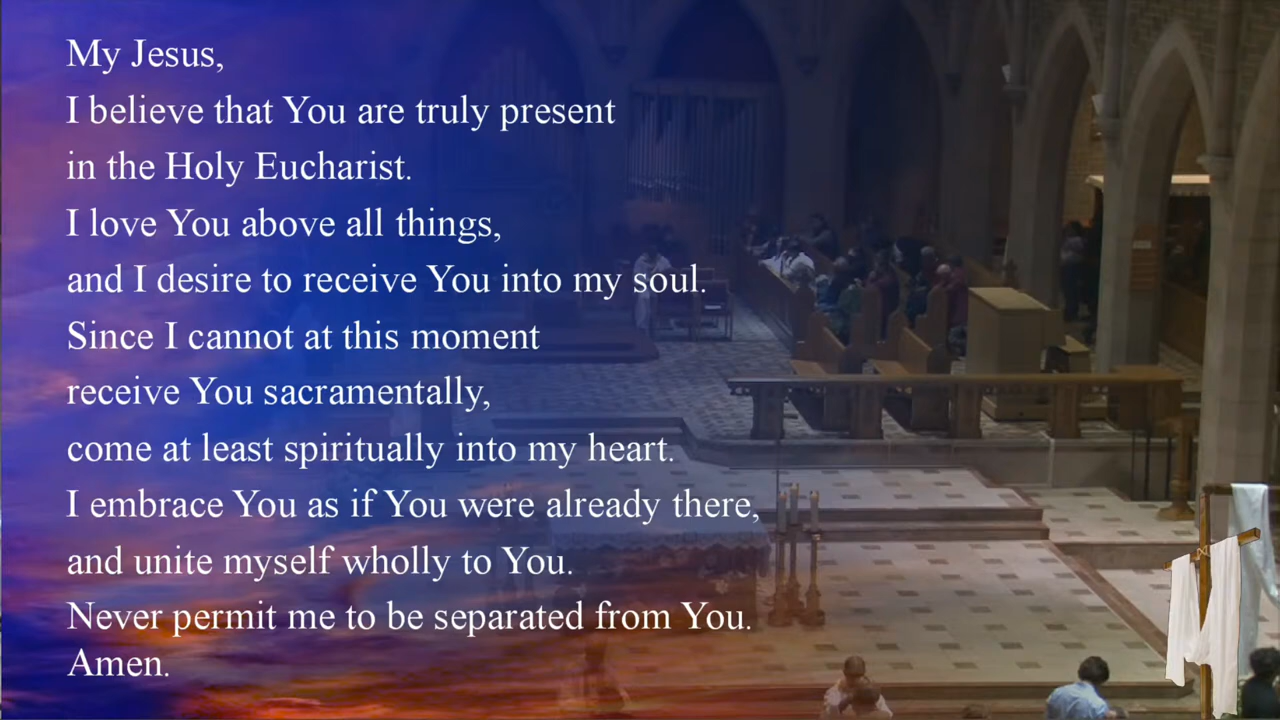 My Jesus,
I believe that You are truly present
in the Holy Eucharist.
I love You above all things,
and I desire to receive You into my soul.
Since I cannot at this moment
receive You sacramentally,
come at least spiritually into my heart.
I embrace You as if You were already there,
and unite myself wholly to You.
Never permit me to be separated from You.
Amen.